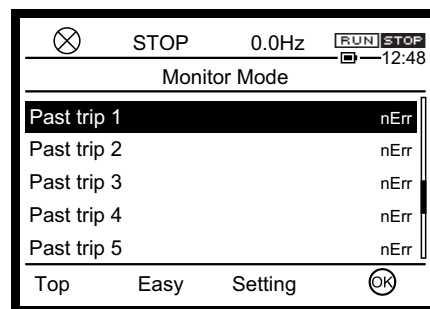 STOP 0.0Hz RUN STOP
12:48
Monitor Mode
Past trip 1 nErr
Past trip 2 nErr
Past trip 3 nErr
Past trip 4 nErr
Past trip 5 nErr
Top Easy Setting OK